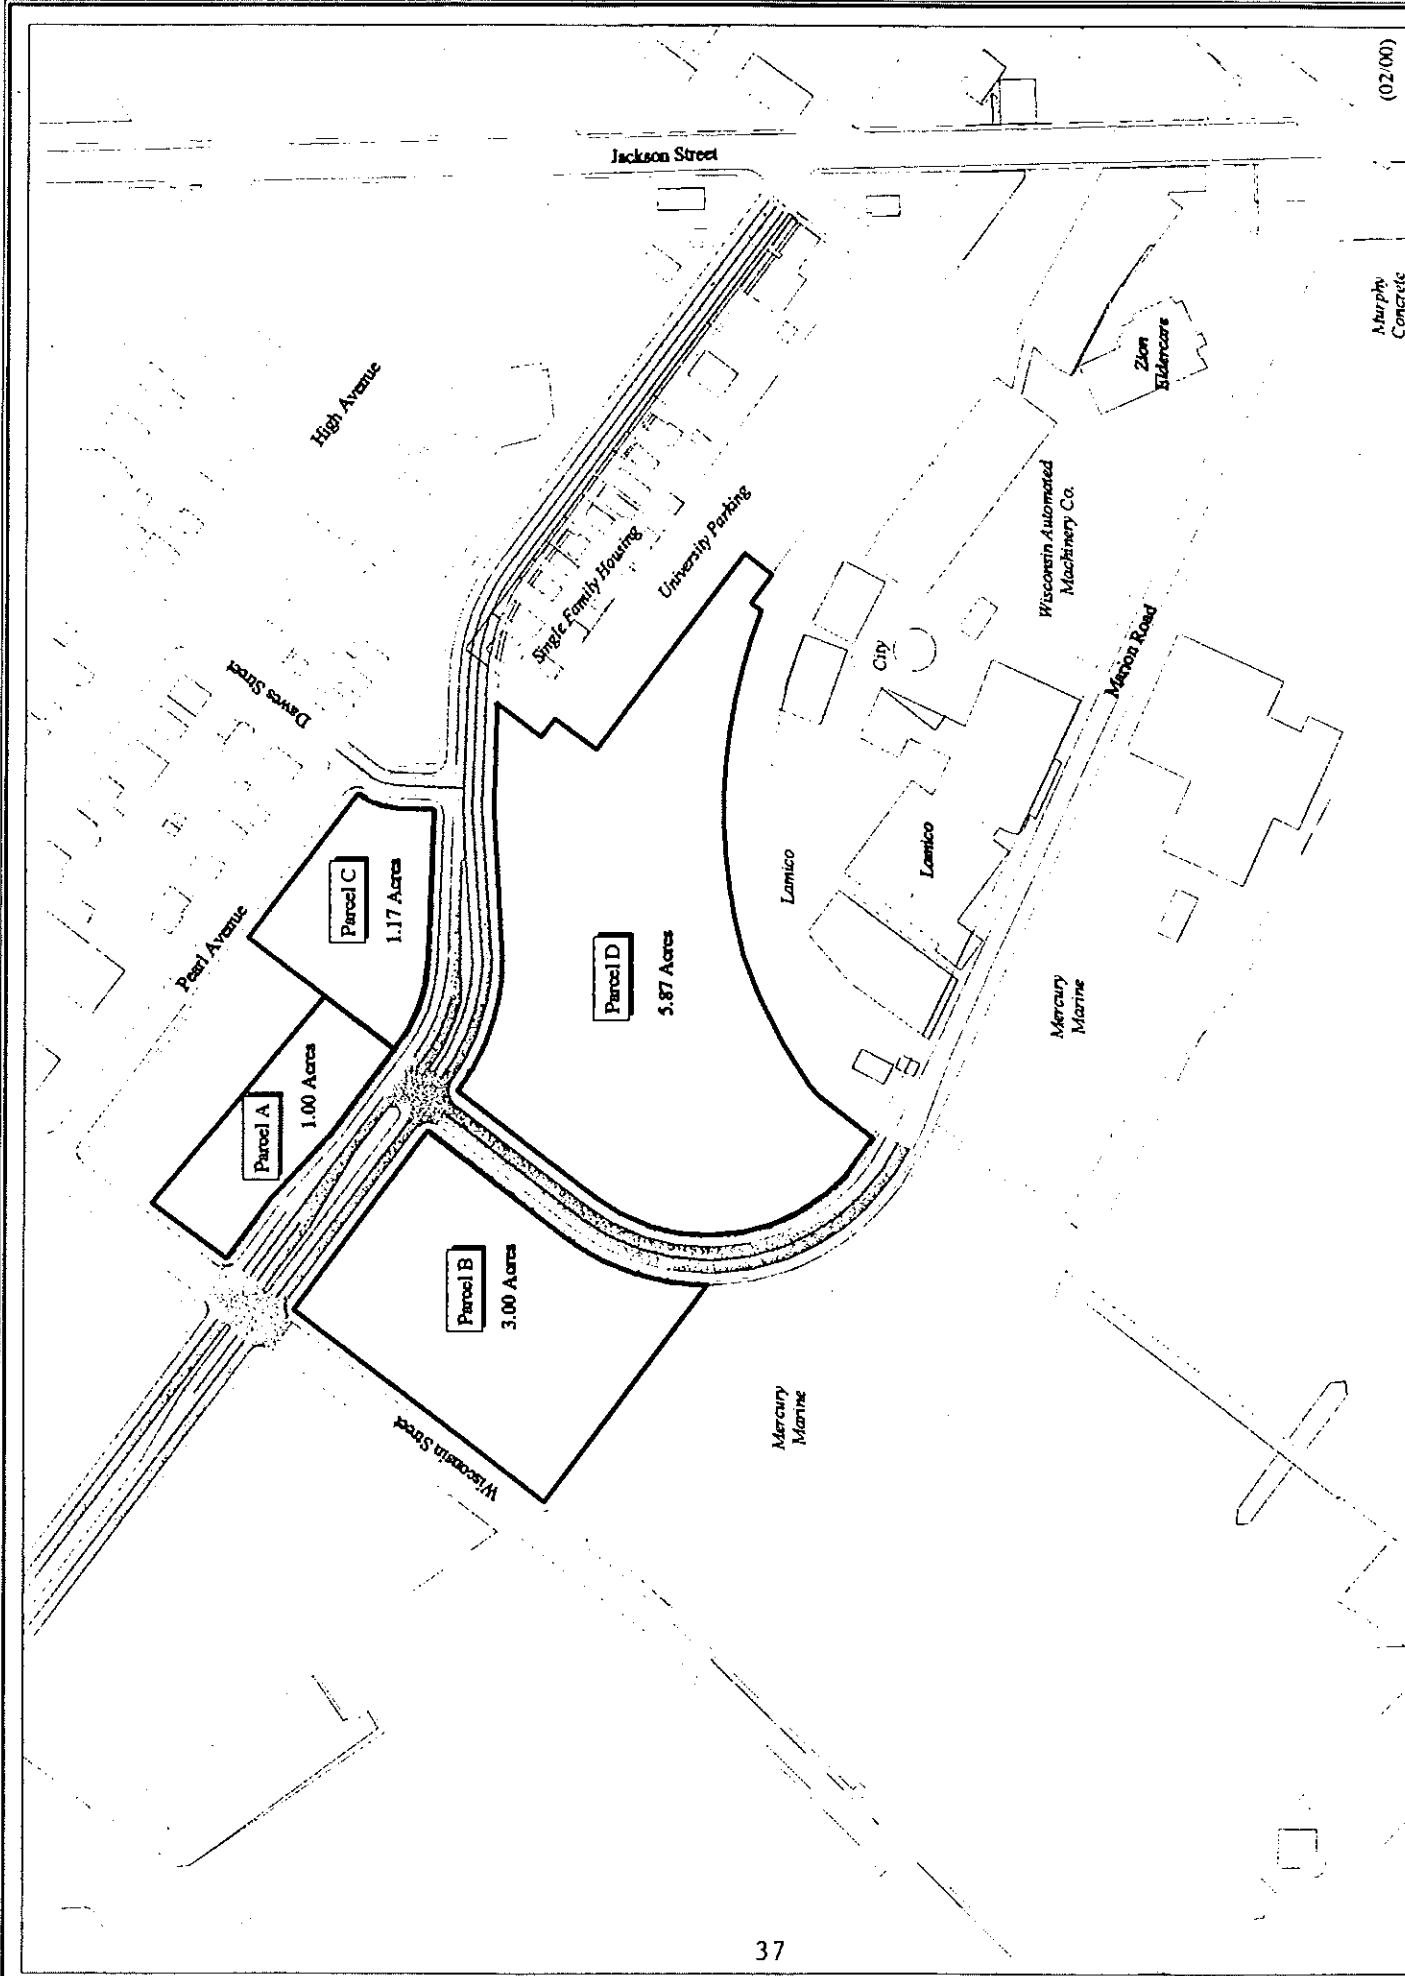 Jackson Street
(02/00)
Murphy
Concrete
High Avenue
Zion
Eldercare
Single Family Housing
University Parking
Wisconsin Automated
Machinery Co.
Dawes Street
City
Marion Road
Pearl Avenue
Parcel C
1.17 Acres
Lamico
Lamico
Parcel D
5.87 Acres
Mercury
Marine
Parcel A
1.00 Acres
Parcel B
3.00 Acres
Wisconsin Street
Mercury
Marine
37